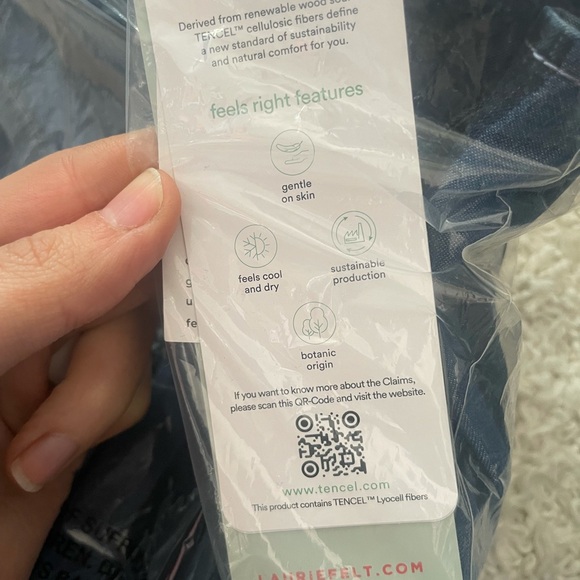 Derived from renewable wood
TENCEL™ cellulosic fibers define
a new standard of sustainability
and natural comfort for you.
feels right features
gentle
on skin
feels cool
and dry
sustainable
production
botanic
origin
If you want to know more about the Claims,
please scan this QR-Code and visit the website.
www.tencel.com
This product contains TENCEL™ Lyocell fibers
LAURIEFELT.COM